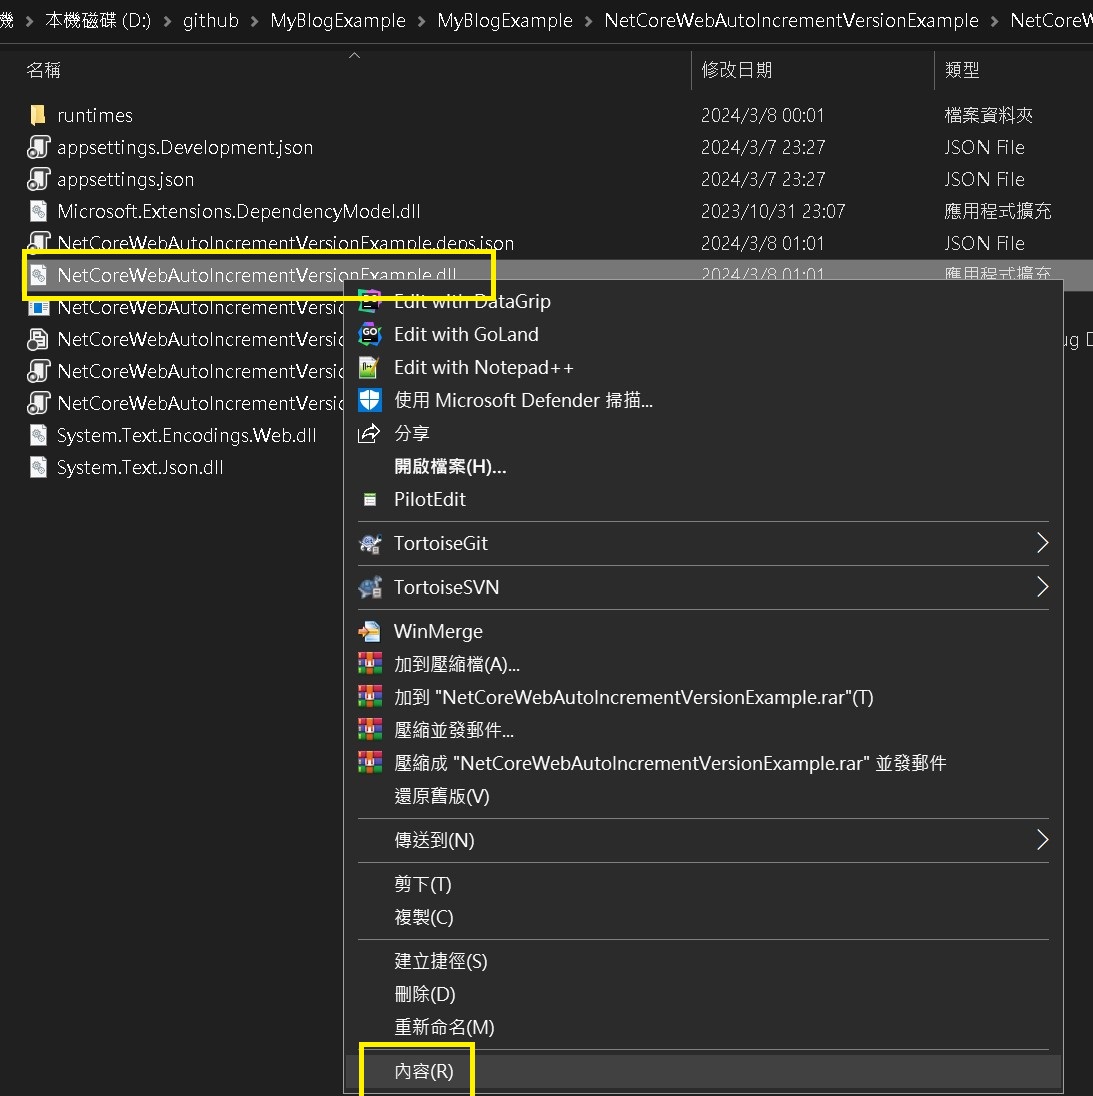 機 > 本機磁碟 (D:) > github > MyBlogExample > MyBlogExample > NetCoreWebAutoIncrementVersionExample > NetCoreW
名稱 修改日期 類型
runtimes 2024/3/8 00:01 檔案資料夾
appsettings.Development.json 2024/3/7 23:27 JSON File
appsettings.json 2024/3/7 23:27 JSON File
Microsoft.Extensions.DependencyModel.dll 2023/10/31 23:07 應用程式擴充
NetCoreWebAutoIncrementVersionExample.deps.json 2024/3/8 01:01 JSON File
NetCoreWebAutoIncrementVersionExample.dll 2024/3/8 01:01 應用程式擴充
NetCoreWebAutoIncrementVersic
NetCoreWebAutoIncrementVersic ug D
NetCoreWebAutoIncrementVersic
NetCoreWebAutoIncrementVersic
System.Text.Encodings.Web.dll
System.Text.Json.dll
Edit with DataGrip
Edit with GoLand
Edit with Notepad++
使用 Microsoft Defender 掃描...
分享
開啟檔案(H)...
PilotEdit
TortoiseGit
TortoiseSVN
WinMerge
加到壓縮檔(A)...
加到 "NetCoreWebAutoIncrementVersionExample.rar"(T)
壓縮並發郵件...
壓縮成 "NetCoreWebAutoIncrementVersionExample.rar" 並發郵件
還原舊版(V)
傳送到(N)
剪下(T)
複製(C)
建立捷徑(S)
刪除(D)
重新命名(M)
內容(R)